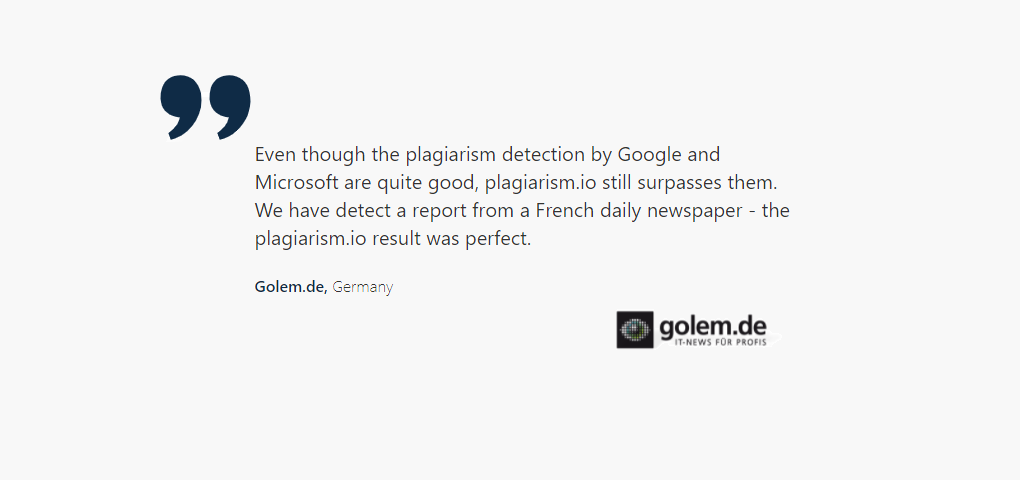 ”
Even though the plagiarism detection by Google and
Microsoft are quite good, plagiarism.io still surpasses them.
We have detect a report from a French daily newspaper - the
plagiarism.io result was perfect.
Golem.de, Germany
golem.de
IT-NEWS FÜR PROFIS